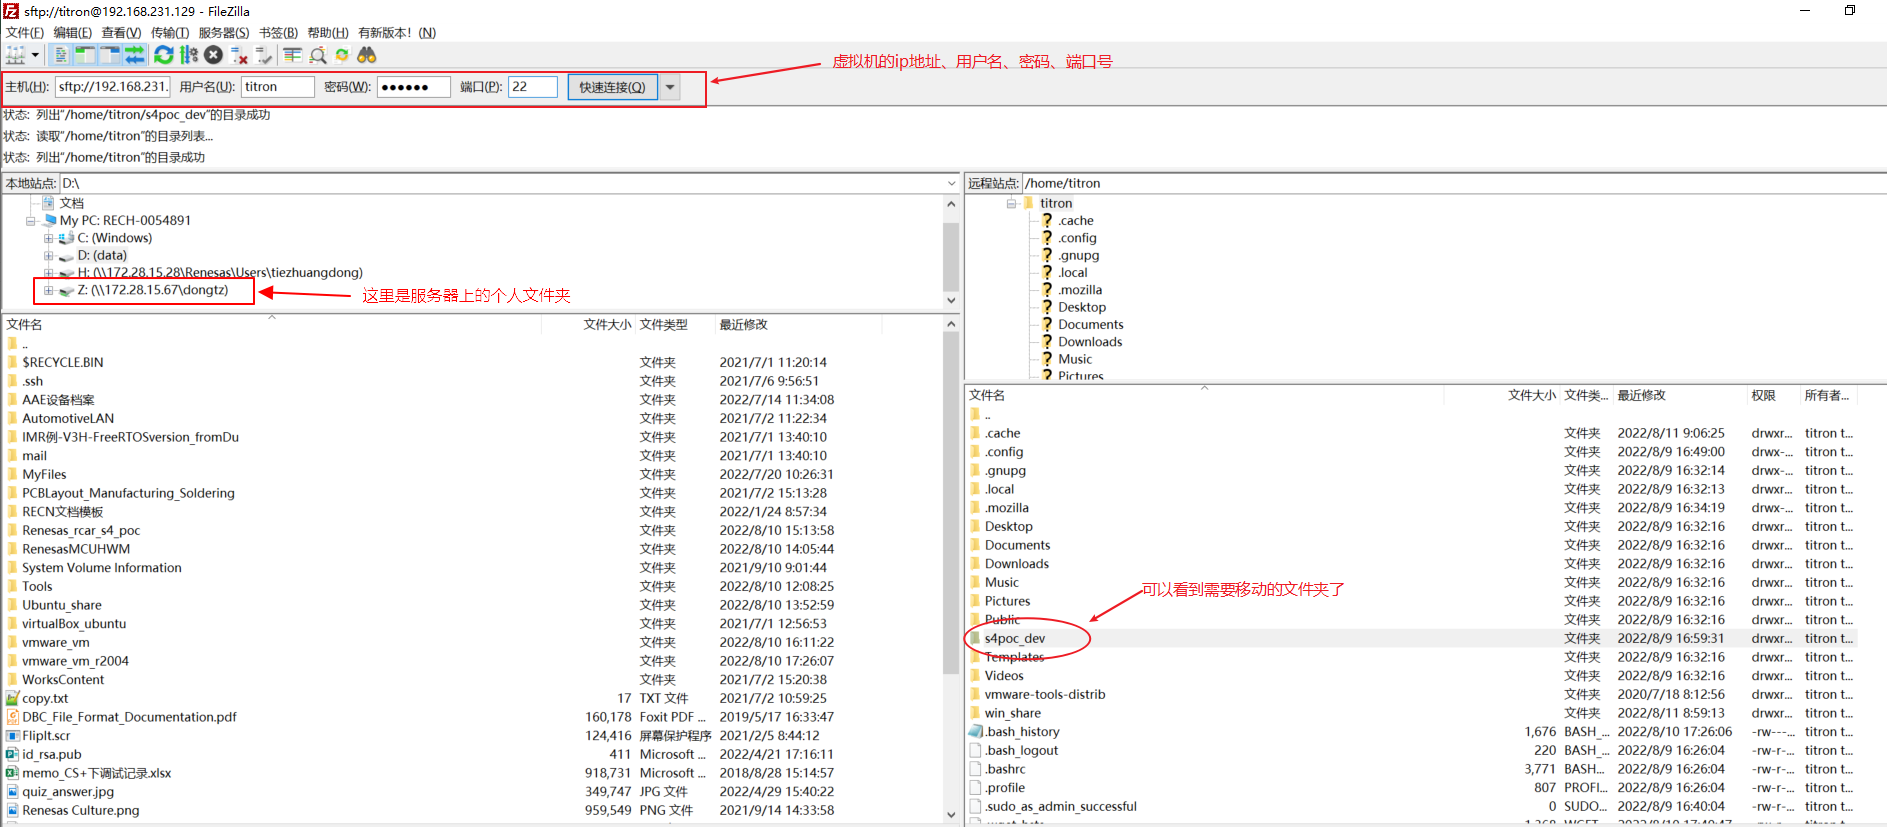 sftp://titron@192.168.231.129 - FileZilla
文件(F) 编辑(E) 查看(V) 传输(T) 服务器(S) 书签(B) 帮助(H) 有新版本! (N)
虚拟机的ip地址、用户名、密码、端口号
主机(H): sftp://192.168.231. 用户名(U): titron 密码(W): ●●●●●● 端口(P): 22 快速连接(Q)
状态: 列出"/home/titron/s4poc_dev"的目录成功
状态: 读取"/home/titron"的目录列表...
状态: 列出"/home/titron"的目录成功
本地站点: D:\
文档
My PC: RECH-0054891
C: (Windows)
D: (data)
H: (\\172.28.15.28\Renesas\Users\tiezhuangdong)
Z: (\\172.28.15.67\dongtz)
这里是服务器上的个人文件夹
文件名 文件大小 文件类型 最近修改
..
$RECYCLE.BIN 文件夹 2021/7/1 11:20:14
.ssh 文件夹 2021/7/6 9:56:51
AAE设备档案 文件夹 2022/7/14 11:34:08
AutomotiveLAN 文件夹 2021/7/2 11:22:34
IMR例-V3H-FreeRTOSversion_fromDu 文件夹 2021/7/1 13:40:10
mail 文件夹 2021/7/1 13:40:10
MyFiles 文件夹 2022/7/20 10:26:31
PCBLayout_Manufacturing_Soldering 文件夹 2021/7/2 15:13:28
RECN文档模板 文件夹 2022/1/24 8:57:34
Renesas_rcar_s4_poc 文件夹 2022/8/10 15:13:58
RenesasMCUHWM 文件夹 2022/8/10 14:05:44
System Volume Information 文件夹 2021/9/10 9:01:44
Tools 文件夹 2022/8/10 12:08:25
Ubuntu_share 文件夹 2022/8/10 13:52:59
virtualBox_ubuntu 文件夹 2021/7/1 12:56:53
vmware_vm 文件夹 2022/8/10 16:11:22
vmware_vm_r2004 文件夹 2022/8/10 17:26:07
WorksContent 文件夹 2021/7/2 15:20:38
copy.txt 17 TXT 文件 2021/7/2 10:59:25
DBC_File_Format_Documentation.pdf 160,178 Foxit PDF ... 2019/5/17 16:33:47
FlipIt.scr 124,416 屏幕保护程序 2021/2/5 8:44:12
id_rsa.pub 411 Microsoft ... 2022/4/21 17:16:11
memo_CS+下调试记录.xlsx 918,731 Microsoft ... 2018/8/28 15:14:57
quiz_answer.jpg 349,747 JPG 文件 2022/4/29 15:40:22
Renesas Culture.png 959,549 PNG 文件 2021/9/14 14:33:58
远程站点: /home/titron
titron
.cache
.config
.gnupg
.local
.mozilla
Desktop
Documents
Downloads
Music
Pictures
文件名 文件大小 文件类... 最近修改 权限 所有者...
..
.cache 文件夹 2022/8/11 9:06:25 drwxr... titron t...
.config 文件夹 2022/8/9 16:49:00 drwx-... titron t...
.gnupg 文件夹 2022/8/9 16:32:14 drwx-... titron t...
.local 文件夹 2022/8/9 16:32:13 drwxr... titron t...
.mozilla 文件夹 2022/8/9 16:34:19 drwx-... titron t...
Desktop 文件夹 2022/8/9 16:32:16 drwxr... titron t...
Documents 文件夹 2022/8/9 16:32:16 drwxr... titron t...
Downloads 文件夹 2022/8/9 16:32:16 drwxr... titron t...
Music 文件夹 2022/8/9 16:32:16 drwxr... titron t...
可以看到需要移动的文件夹了
Pictures 文件夹 2022/8/9 16:32:16 drwxr... titron t...
Public 文件夹 2022/8/9 16:32:16 drwxr... titron t...
s4poc_dev 文件夹 2022/8/9 16:59:31 drwxr... titron t...
Templates 文件夹 2022/8/9 16:32:16 drwxr... titron t...
Videos 文件夹 2022/8/9 16:32:16 drwxr... titron t...
vmware-tools-distrib 文件夹 2020/7/18 8:12:56 drwxr... titron t...
win_share 文件夹 2022/8/11 8:59:13 drwxr... titron t...
.bash_history 1,676 BASH_... 2022/8/10 17:26:06 -rw---... titron t...
.bash_logout 220 BASH_... 2022/8/9 16:26:04 -rw-r-... titron t...
.bashrc 3,771 BASH... 2022/8/9 16:26:04 -rw-r-... titron t...
.profile 807 PROFI... 2022/8/9 16:26:04 -rw-r-... titron t...
.sudo_as_admin_successful 0 SUDO... 2022/8/9 16:40:04 -rw-r-... titron t...